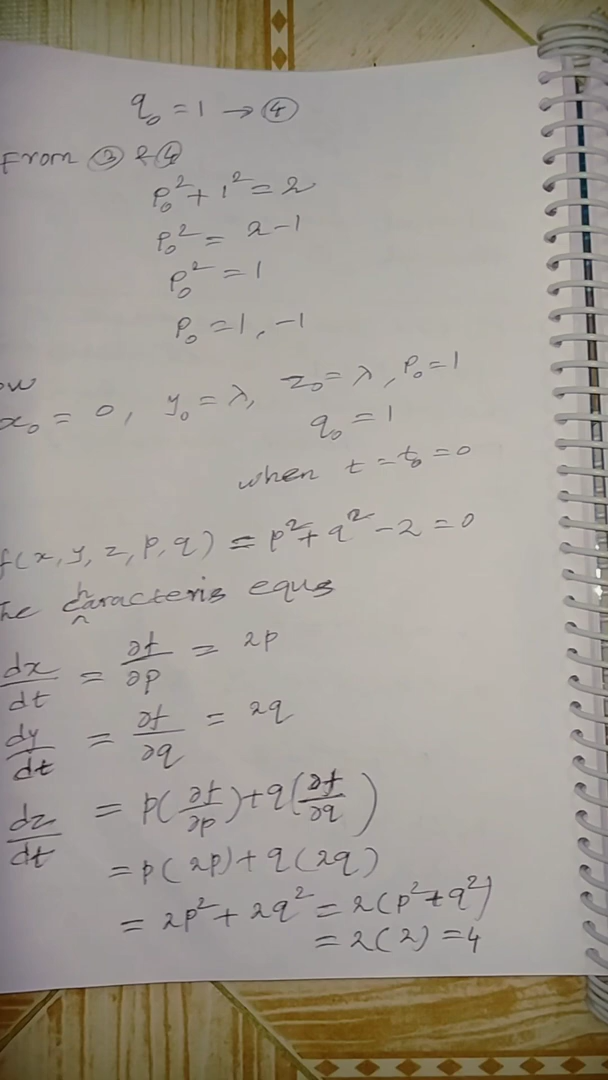 q₀ = 1 → ④
From ③ & ④
p₀² + 1² = 2
p₀² = 2 - 1
p₀² = 1
p₀ = 1, -1
ow
x₀ = 0, y₀ = λ, z₀ = λ, p₀ = 1
q₀ = 1
when t = t₀ = 0
f(x, y, z, p, q) = p² + q² - 2 = 0
The characteris equs
dx/dt = ∂f/∂p = 2p
dy/dt = ∂f/∂q = 2q
dz/dt = p(∂f/∂p) + q(∂f/∂q)
= p(2p) + q(2q)
= 2p² + 2q² = 2(p² + q²)
= 2(2) = 4